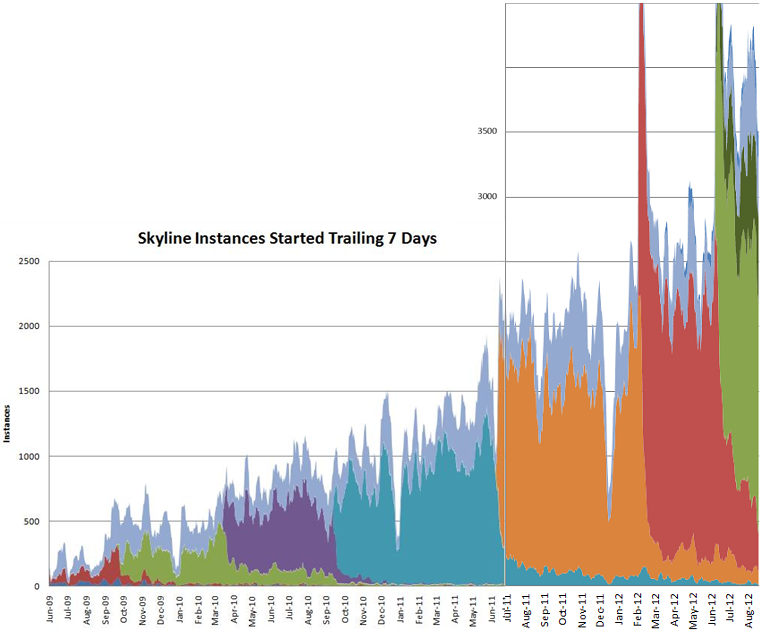 3500
3000
Skyline Instances Started Trailing 7 Days
2500
2000
1500
1000
500
0
Instances
Jun-09
Jul-09
Aug-09
Sep-09
Oct-09
Nov-09
Dec-09
Jan-10
Feb-10
Mar-10
Apr-10
May-10
Jun-10
Jul-10
Aug-10
Sep-10
Oct-10
Nov-10
Dec-10
Jan-11
Feb-11
Mar-11
Apr-11
May-11
Jun-11
Jul-11
Aug-11
Sep-11
Oct-11
Nov-11
Dec-11
Jan-12
Feb-12
Mar-12
Apr-12
May-12
Jun-12
Jul-12
Aug-12